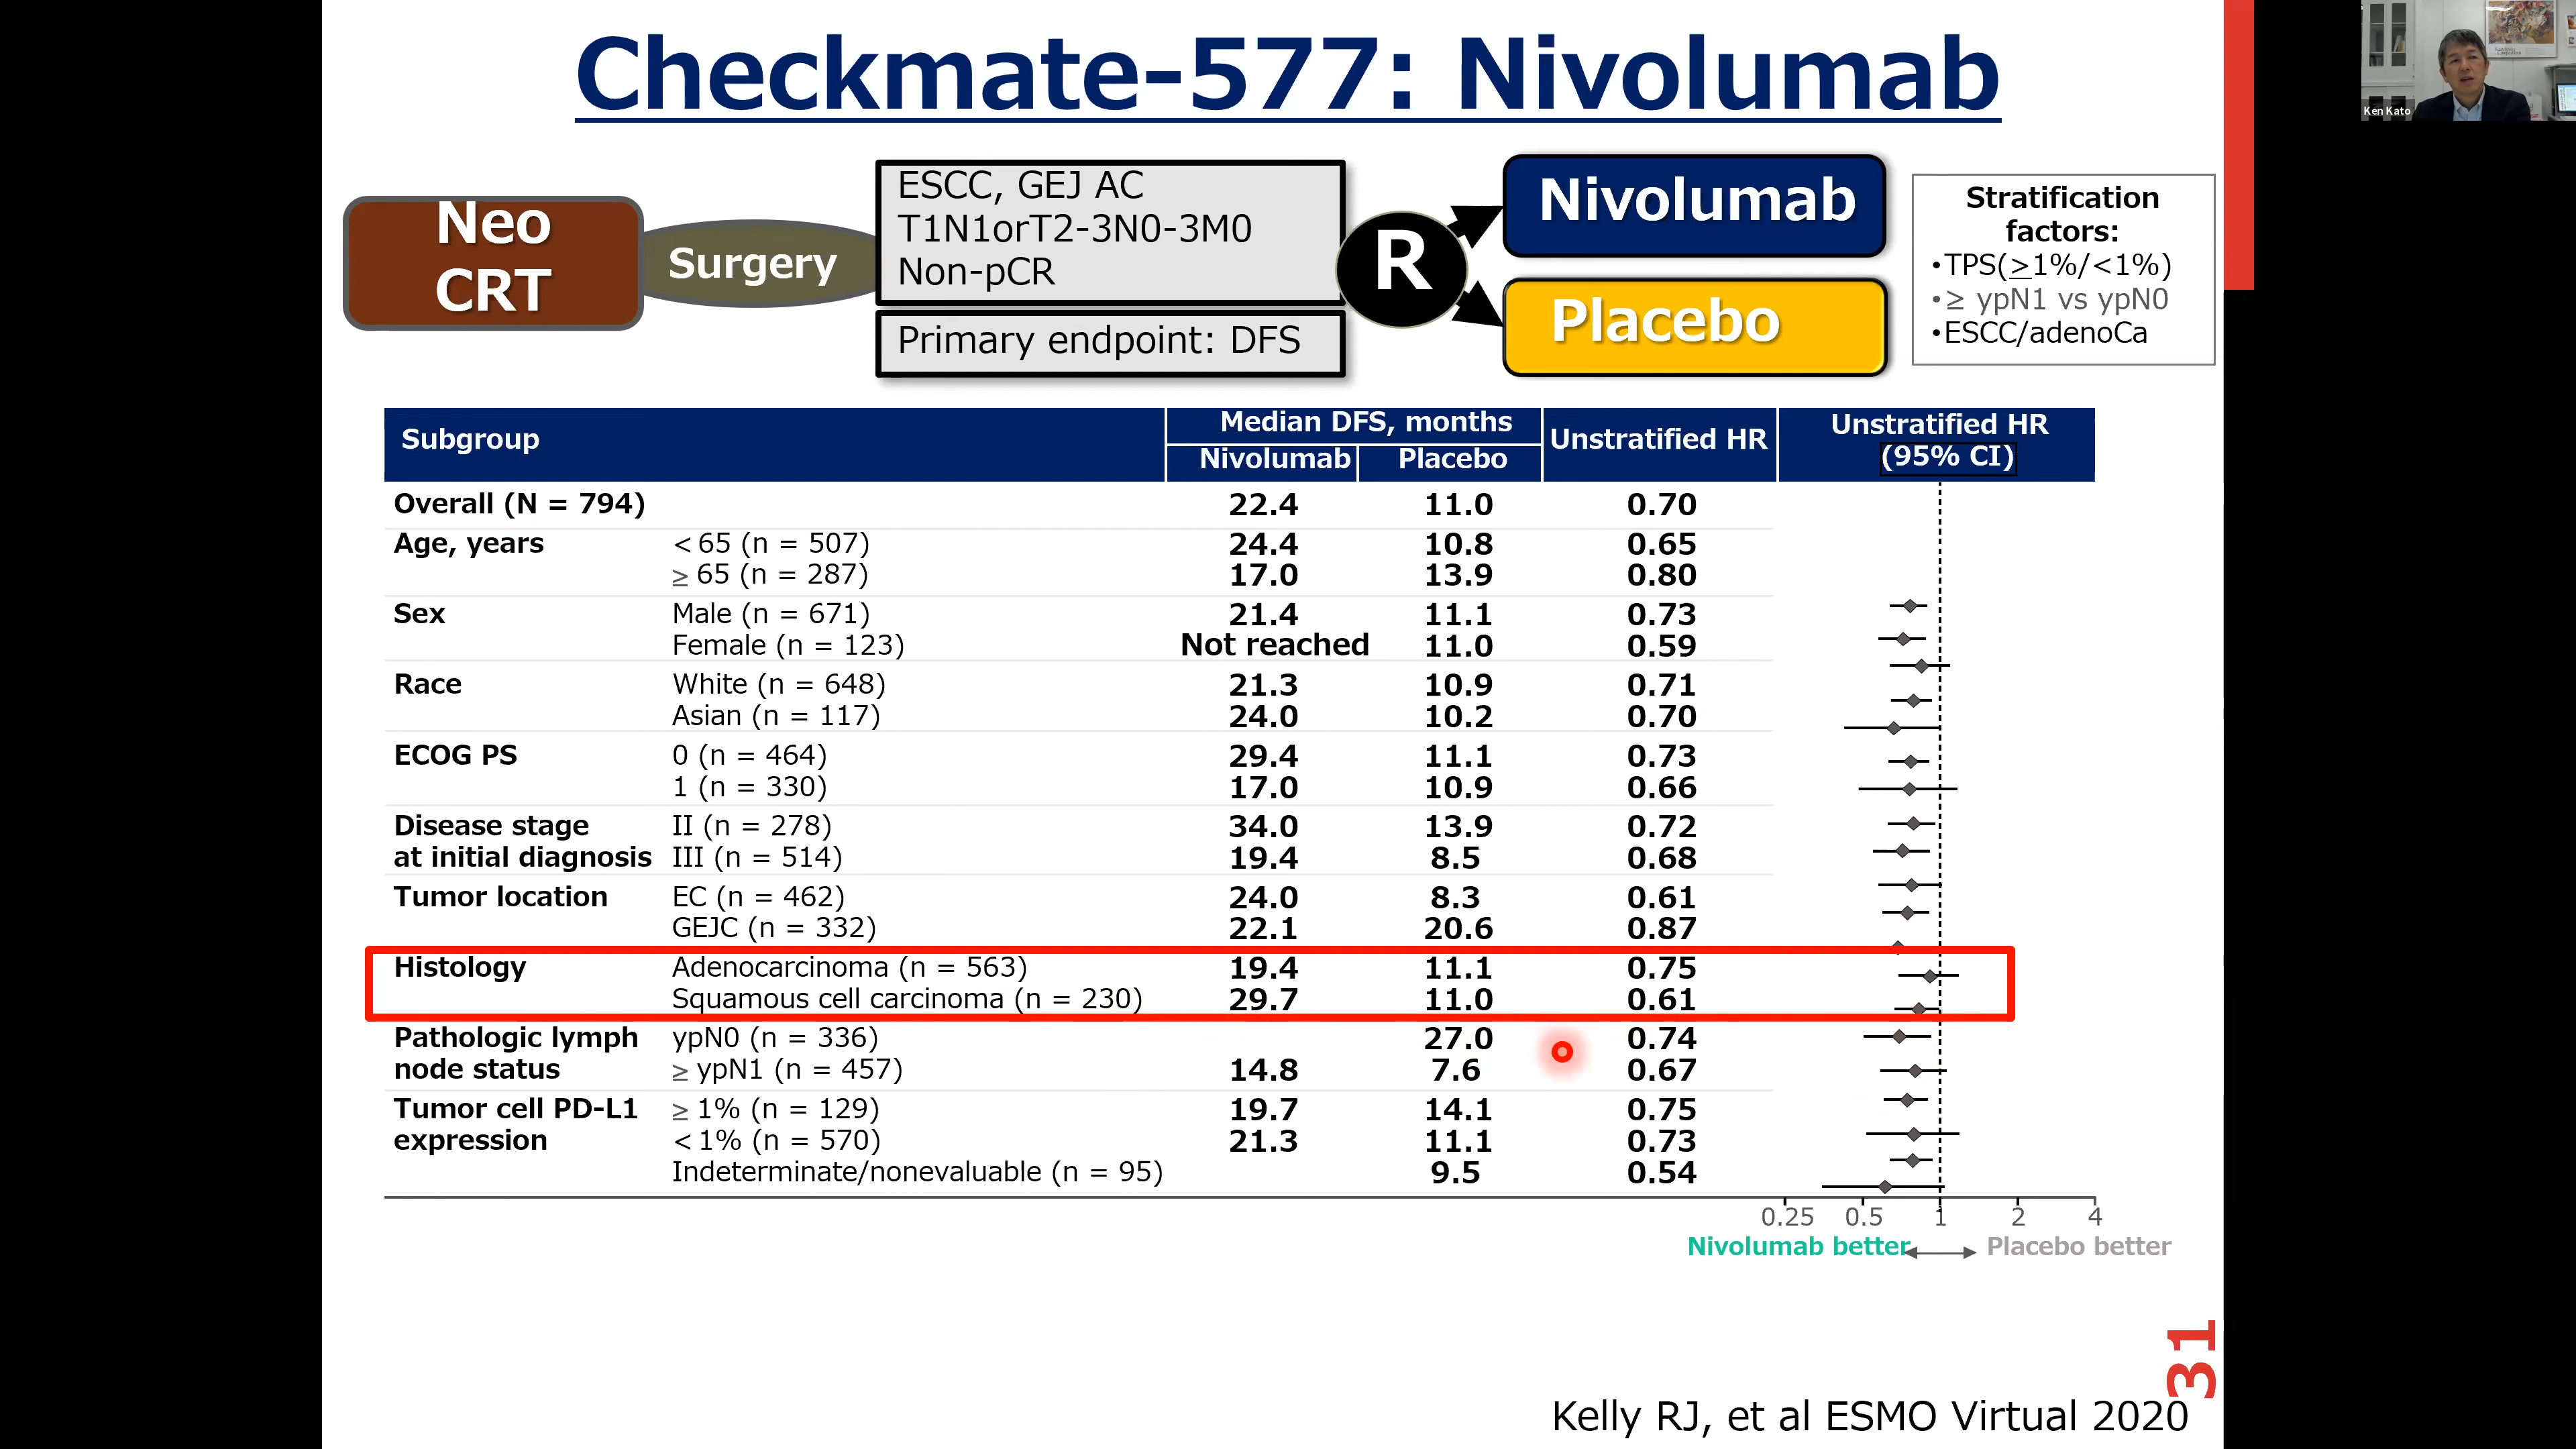 Checkmate-577: Nivolumab
Ken Kato
Neo
CRT
Surgery
ESCC, GEJ AC
T1N1orT2-3N0-3M0
Non-pCR
Primary endpoint: DFS
R
Nivolumab
Placebo
Stratification
factors:
•TPS(≥1%/<1%)
•≥ ypN1 vs ypN0
•ESCC/adenoCa
Subgroup Median DFS, months Unstratified HR Unstratified HR
Nivolumab Placebo (95% CI)
Overall (N = 794) 22.4 11.0 0.70
Age, years < 65 (n = 507) 24.4 10.8 0.65
≥ 65 (n = 287) 17.0 13.9 0.80
Sex Male (n = 671) 21.4 11.1 0.73
Female (n = 123) Not reached 11.0 0.59
Race White (n = 648) 21.3 10.9 0.71
Asian (n = 117) 24.0 10.2 0.70
ECOG PS 0 (n = 464) 29.4 11.1 0.73
1 (n = 330) 17.0 10.9 0.66
Disease stage II (n = 278) 34.0 13.9 0.72
at initial diagnosis III (n = 514) 19.4 8.5 0.68
Tumor location EC (n = 462) 24.0 8.3 0.61
GEJC (n = 332) 22.1 20.6 0.87
Histology Adenocarcinoma (n = 563) 19.4 11.1 0.75
Squamous cell carcinoma (n = 230) 29.7 11.0 0.61
Pathologic lymph ypN0 (n = 336) 27.0 0.74
node status ≥ ypN1 (n = 457) 14.8 7.6 0.67
Tumor cell PD-L1 ≥ 1% (n = 129) 19.7 14.1 0.75
expression < 1% (n = 570) 21.3 11.1 0.73
Indeterminate/nonevaluable (n = 95) 9.5 0.54
0.25 0.5 1 2 4
Nivolumab better Placebo better
31
Kelly RJ, et al ESMO Virtual 2020